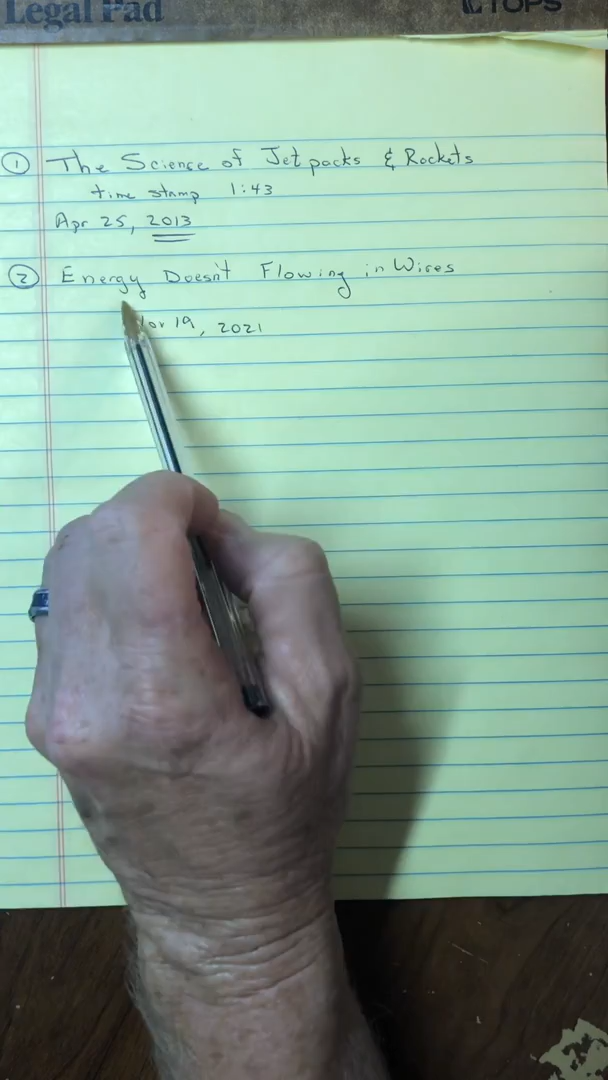 Legal Pad
TOPS
1 The Science of Jetpacks & Rockets
time stamp 1:43
Apr 25, 2013
2 Energy Doesn't Flowing in Wires
19, 2021